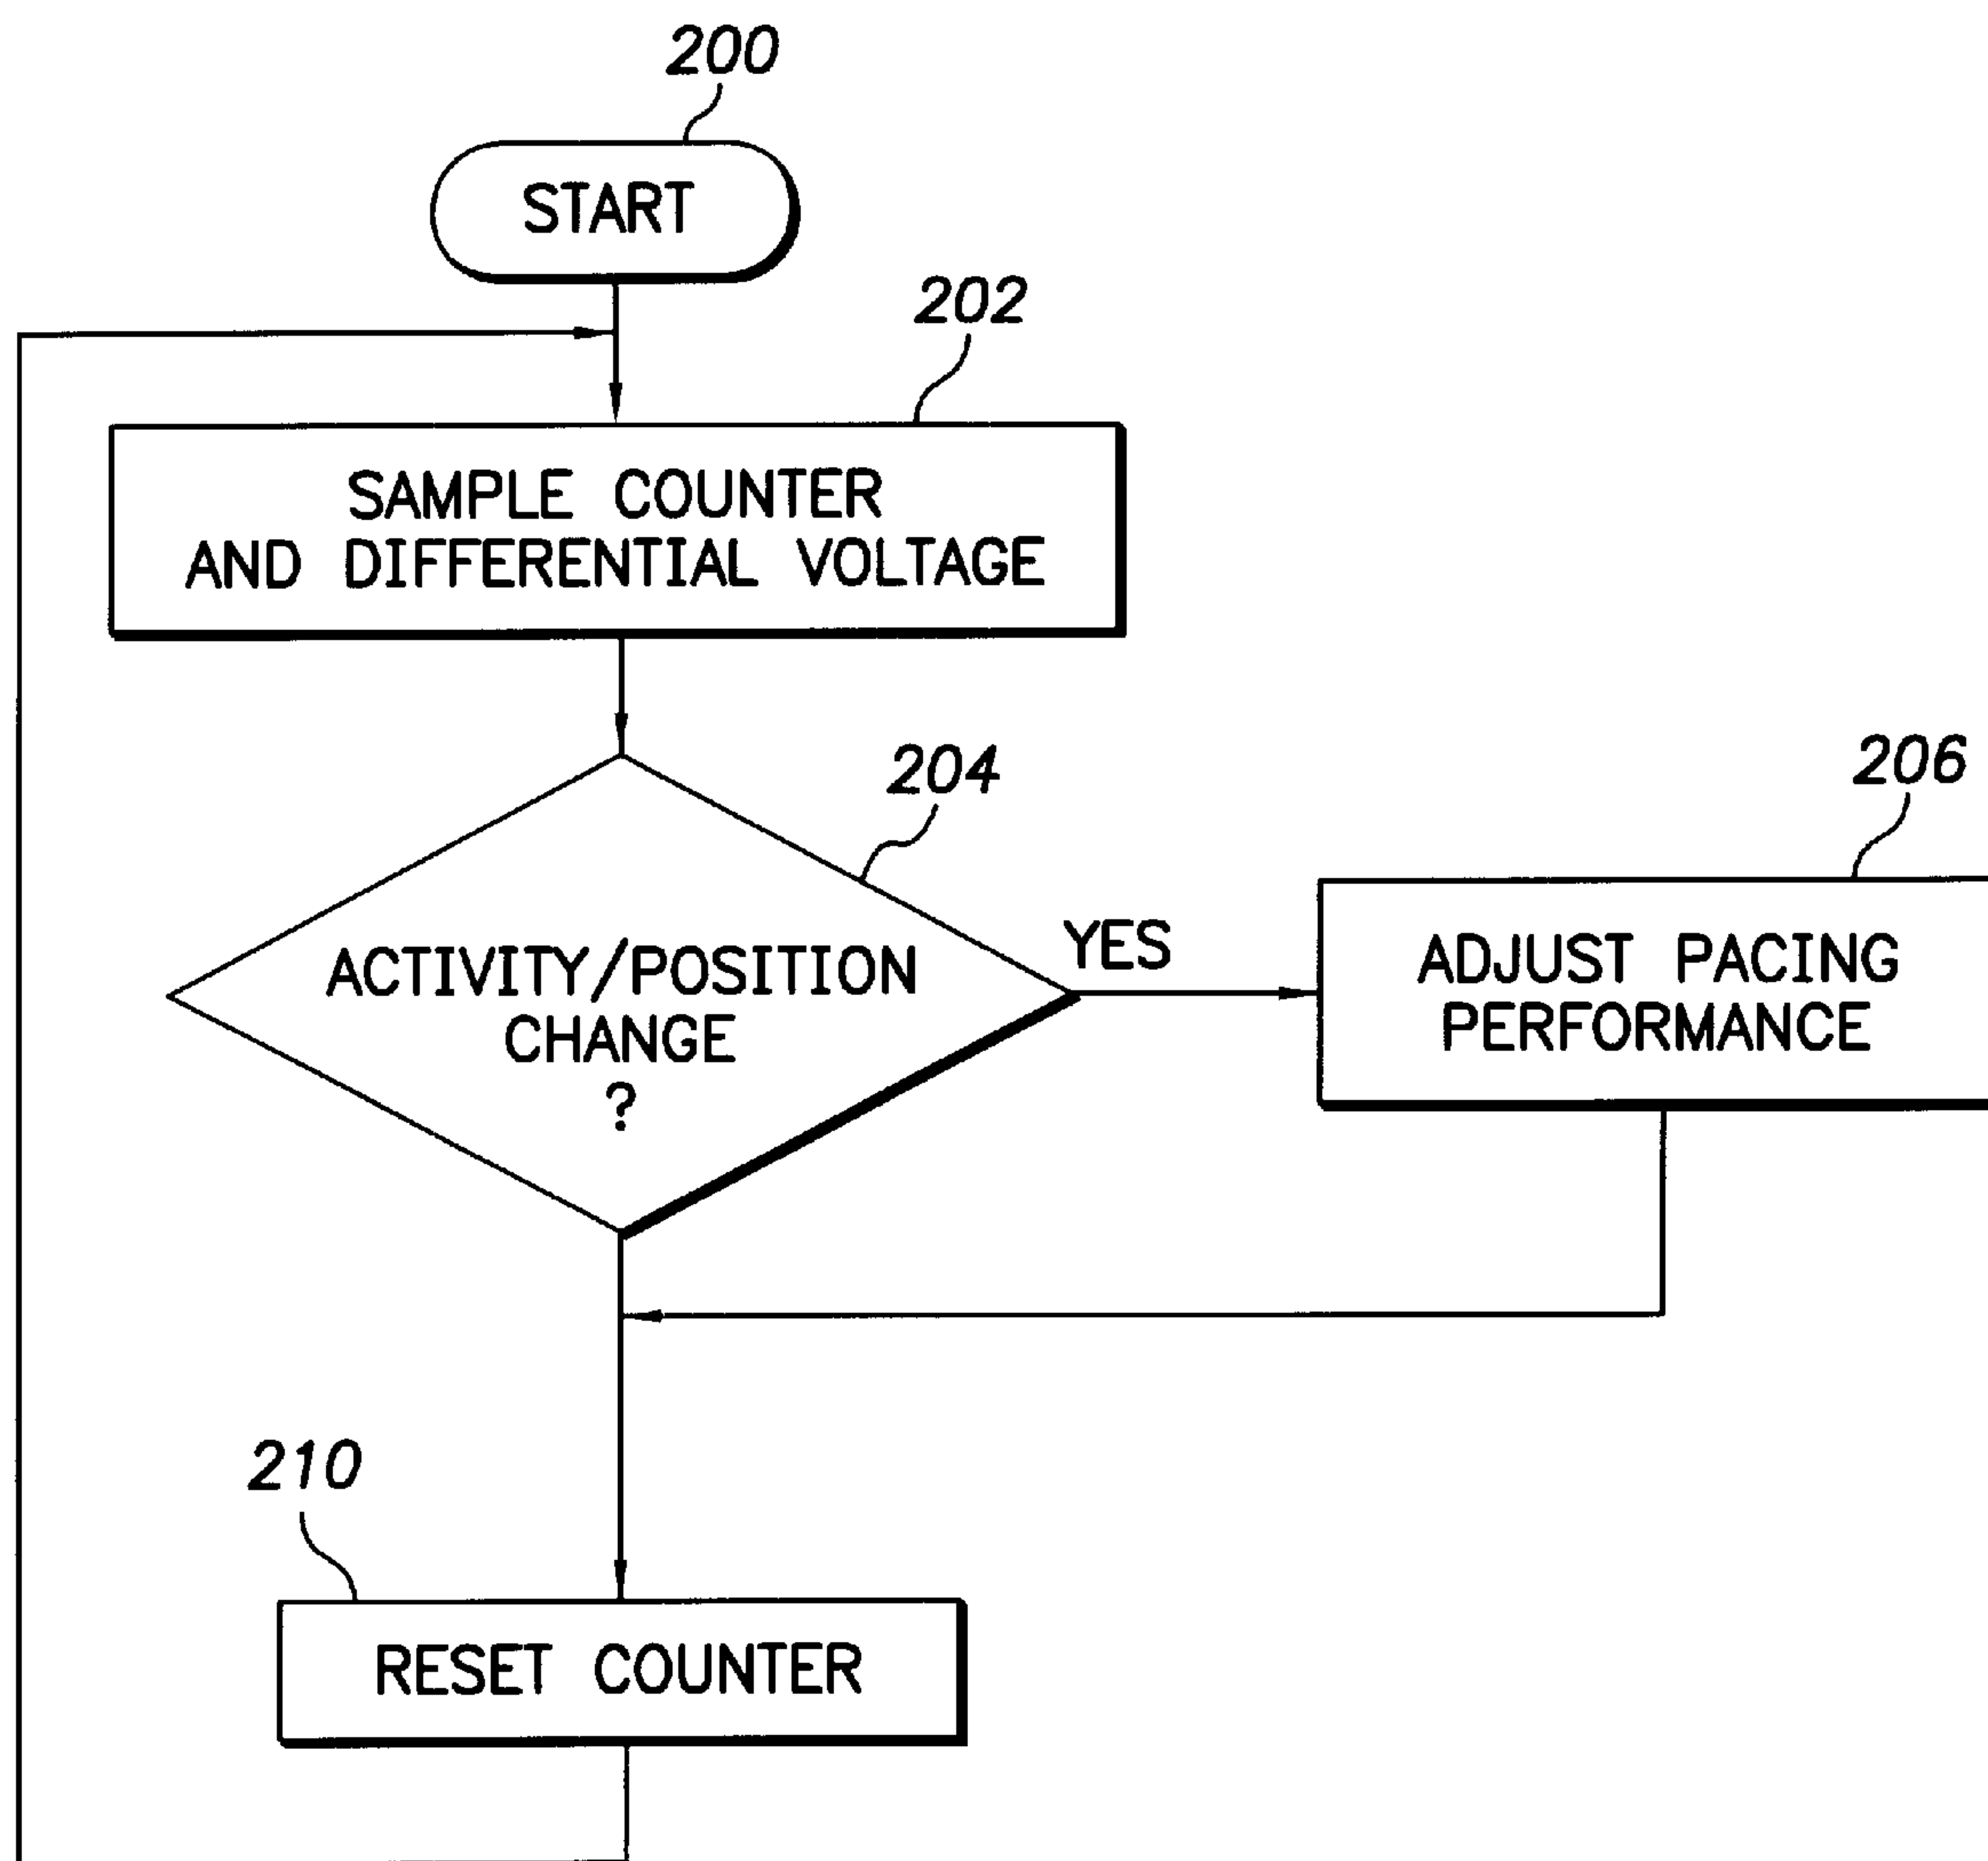 200
START
202
SAMPLE COUNTER
AND DIFFERENTIAL VOLTAGE
204
206
ACTIVITY/POSITION
CHANGE
?
YES
ADJUST PACING
PERFORMANCE
210
RESET COUNTER